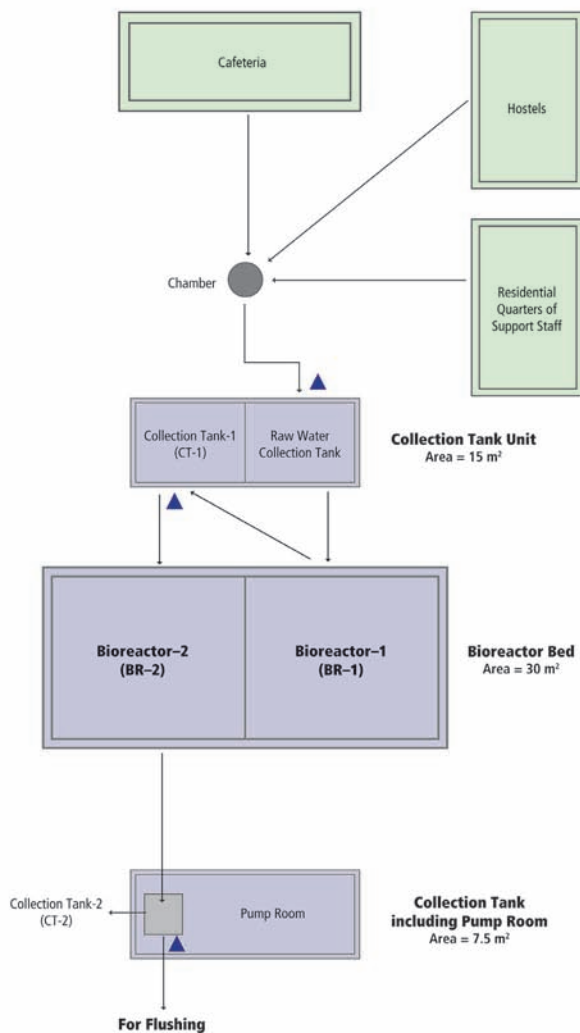 Cafeteria
Hostels
Chamber
Residential
Quarters of
Support Staff
Collection Tank-1
(CT-1)
Raw Water
Collection Tank
Collection Tank Unit
Area = 15 m²
Bioreactor–2
(BR–2)
Bioreactor–1
(BR–1)
Bioreactor Bed
Area = 30 m²
Collection Tank-2
(CT-2)
Pump Room
Collection Tank
including Pump Room
Area = 7.5 m²
For Flushing